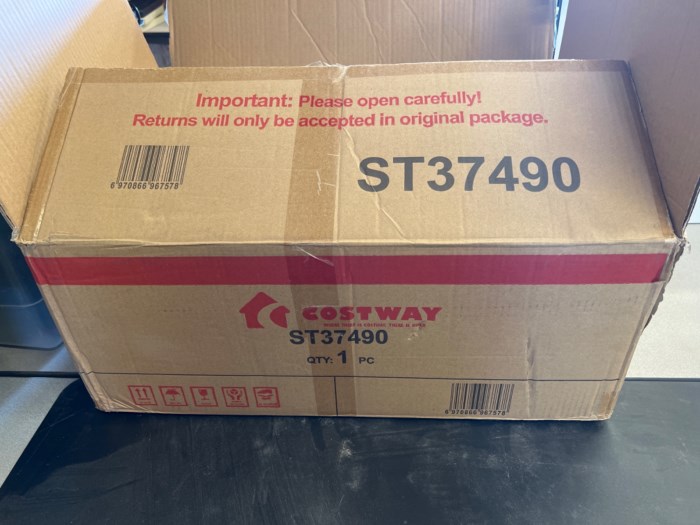 Important: Please open carefully!
Returns will only be accepted in original package.
6 970866 967578
ST37490
COSTWAY
ST37490
QTY: 1 PC
6 970866 967578